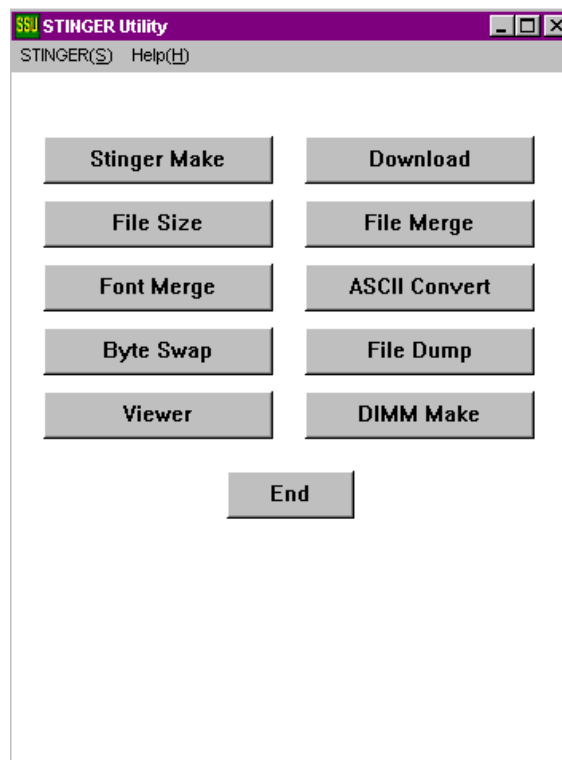 SSU STINGER Utility
STINGER(S) Help(H)
Stinger Make Download
File Size File Merge
Font Merge ASCII Convert
Byte Swap File Dump
Viewer DIMM Make
End